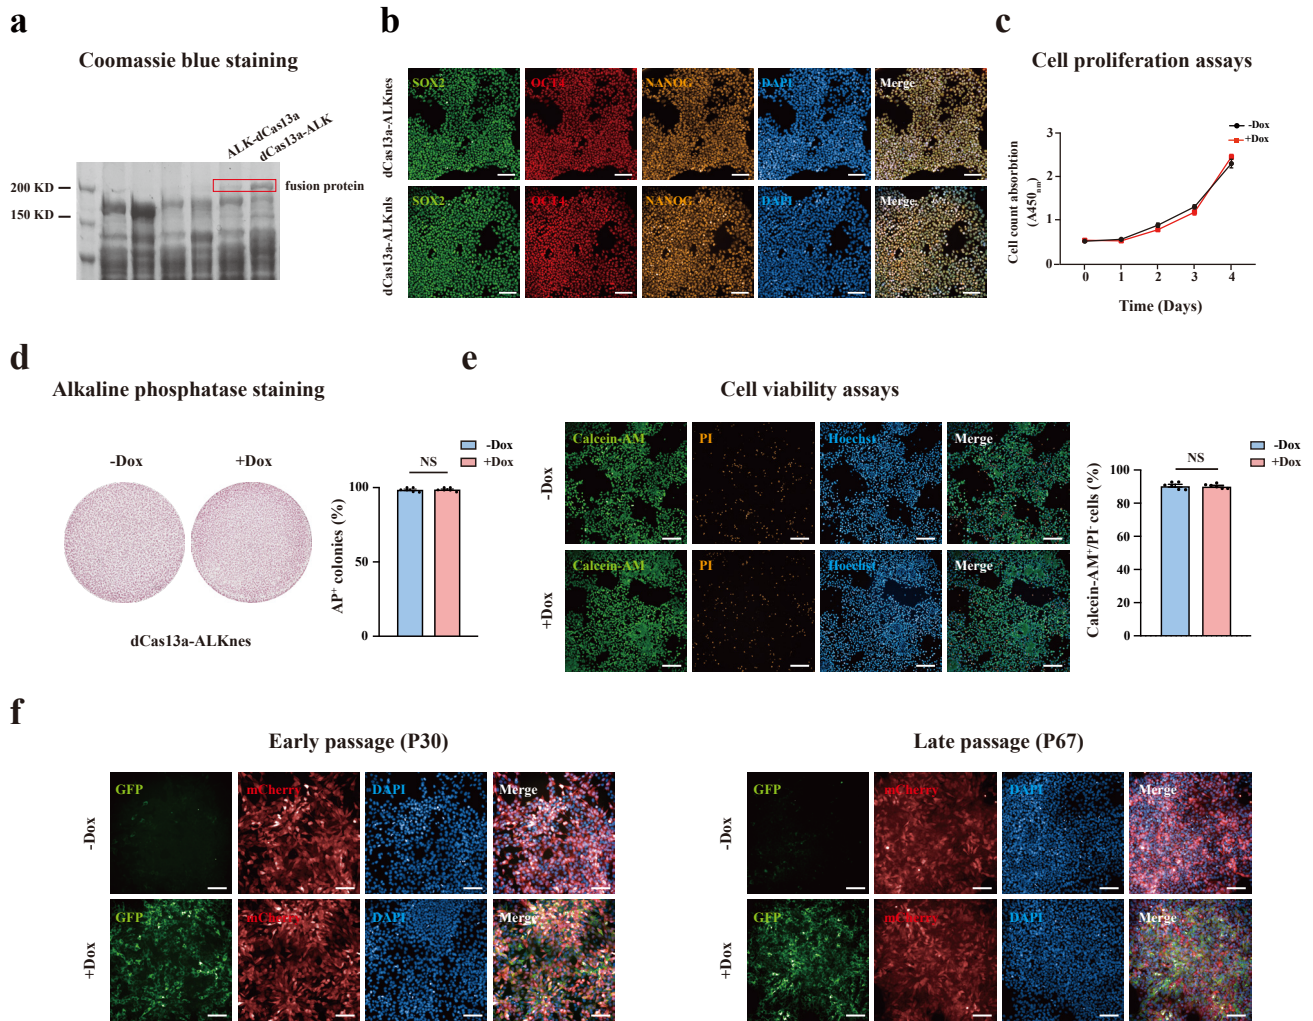 a
Coomassie blue staining
ALK-dCas13a
dCas13a-ALK
200 KD
150 KD
fusion protein
b
dCas13a-ALKnes
SOX2
OCT4
NANOG
DAPI
Merge
dCas13a-ALKnls
SOX2
OCT4
NANOG
DAPI
Merge
c
Cell proliferation assays
-Dox
+Dox
Cell count absorbtion
(A450nm)
3
2
1
0
0 1 2 3 4
Time (Days)
d
Alkaline phosphatase staining
-Dox
+Dox
dCas13a-ALKnes
-Dox
+Dox
NS
AP+ colonies (%)
100
50
0
e
Cell viability assays
-Dox
Calcein-AM
PI
Hoechst
Merge
+Dox
Calcein-AM
PI
Hoechst
Merge
-Dox
+Dox
NS
Calcein-AM+/PI- cells (%)
100
80
60
40
20
0
f
Early passage (P30)
-Dox
GFP
mCherry
DAPI
Merge
+Dox
GFP
mCherry
DAPI
Merge
Late passage (P67)
-Dox
GFP
mCherry
DAPI
Merge
+Dox
GFP
mCherry
DAPI
Merge